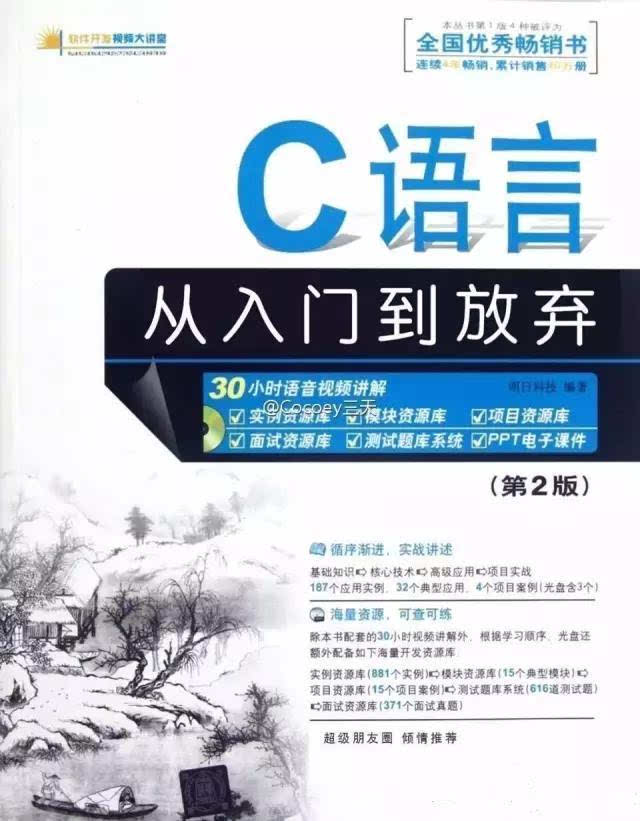 软件开发视频大讲堂
本丛书第1版4种被评为
全国优秀畅销书
连续4年畅销，累计销售40万册
C语言
从入门到放弃
30小时语音视频讲解
明日科技 编著
@Cocoey三天
实例资源库 模块资源库 项目资源库
面试资源库 测试题库系统 PPT电子课件
（第2版）
循序渐进，实战讲述
基础知识⇨核心技术⇨高级应用⇨项目实战
187个应用实例、32个典型应用、4个项目案例(光盘含3个)
海量资源，可查可练
除本书配套的30小时视频讲解外，根据学习顺序，光盘还
额外配备如下海量开发资源库
实例资源库(881个实例)⇨模块资源库(15个典型模块)⇨
项目资源库(15个项目案例)⇨测试题库系统(616道测试题)
⇨面试资源库(371个面试真题)
超级朋友圈 倾情推荐